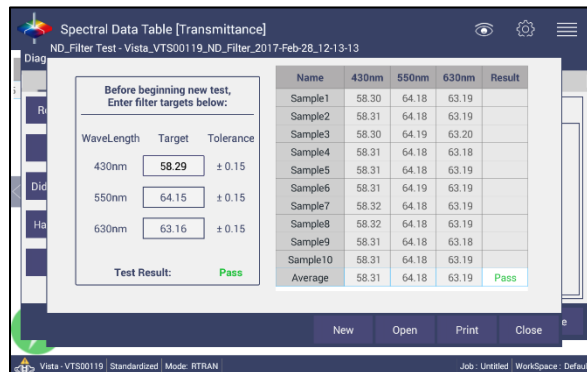 Spectral Data Table [Transmittance]
ND_Filter Test - Vista_VTS00119_ND_Filter_2017-Feb-28_12-13-13
Diag
Before beginning new test,
Enter filter targets below:
WaveLength Target Tolerance
430nm 58.29 ± 0.15
550nm 64.15 ± 0.15
630nm 63.16 ± 0.15
Test Result: Pass
Name 430nm 550nm 630nm Result
Sample1 58.30 64.18 63.19
Sample2 58.31 64.18 63.19
Sample3 58.30 64.19 63.20
Sample4 58.31 64.18 63.18
Sample5 58.31 64.18 63.19
Sample6 58.31 64.19 63.19
Sample7 58.32 64.18 63.19
Sample8 58.32 64.18 63.19
Sample9 58.31 64.18 63.18
Sample10 58.31 64.18 63.19
Average 58.31 64.18 63.19 Pass
Did
Ha
New Open Print Close
Vista - VTS00119 Standardized Mode: RTRAN Job : Untitled WorkSpace : Defaul